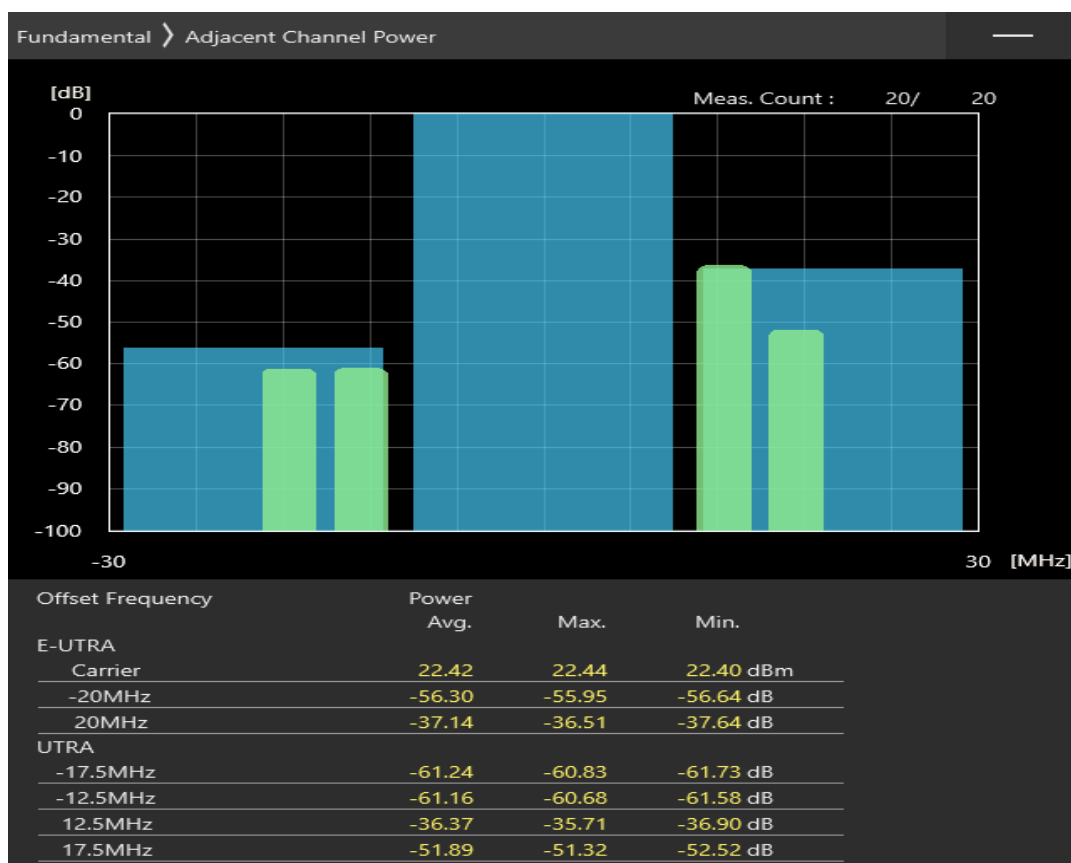 Fundamental 〉 Adjacent Channel Power
[dB]
Meas. Count : 20/ 20
0
-10
-20
-30
-40
-50
-60
-70
-80
-90
-100
-30 30 [MHz]
Offset Frequency Power
Avg. Max. Min.
E-UTRA
Carrier 22.42 22.44 22.40 dBm
-20MHz -56.30 -55.95 -56.64 dB
20MHz -37.14 -36.51 -37.64 dB
UTRA
-17.5MHz -61.24 -60.83 -61.73 dB
-12.5MHz -61.16 -60.68 -61.58 dB
12.5MHz -36.37 -35.71 -36.90 dB
17.5MHz -51.89 -51.32 -52.52 dB